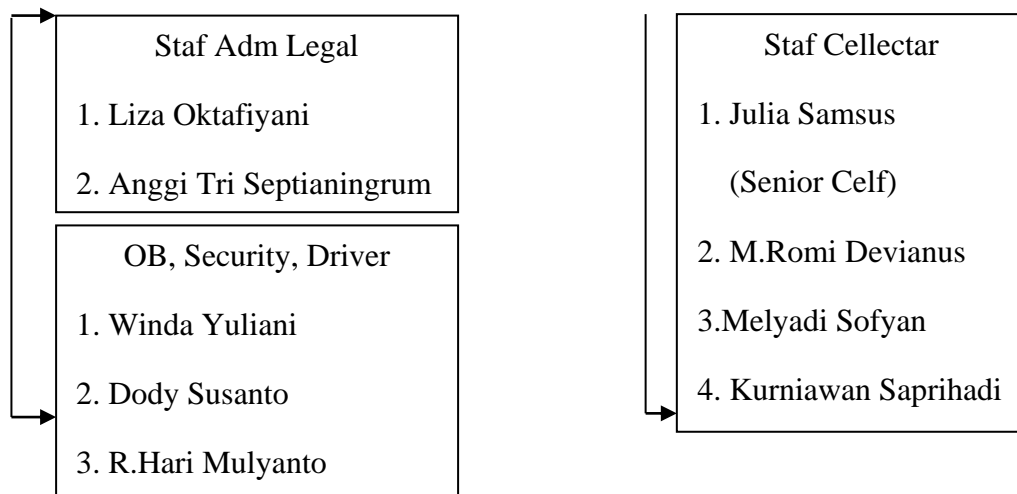 Staf Adm Legal
1. Liza Oktafiyani
2. Anggi Tri Septianingrum
OB, Security, Driver
1. Winda Yuliani
2. Dody Susanto
3. R.Hari Mulyanto
Staf Cellectar
1. Julia Samsus
(Senior Celf)
2. M.Romi Devianus
3.Melyadi Sofyan
4. Kurniawan Saprihadi